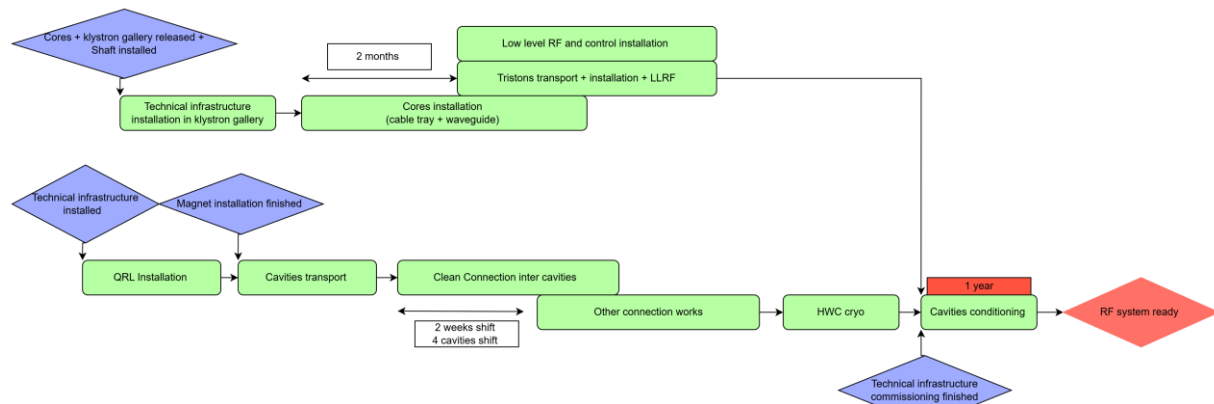 Cores + klystron gallery released +
Shaft installed
2 months
Low level RF and control installation
Tristons transport + installation + LLRF
Technical infrastructure
installation in klystron gallery
Cores installation
(cable tray + waveguide)
Technical infrastructure
installed
Magnet installation finished
QRL Installation
Cavities transport
Clean Connection inter cavities
2 weeks shift
4 cavities shift
Other connection works
HWC cryo
1 year
Cavities conditioning
RF system ready
Technical infrastructure
commissioning finished